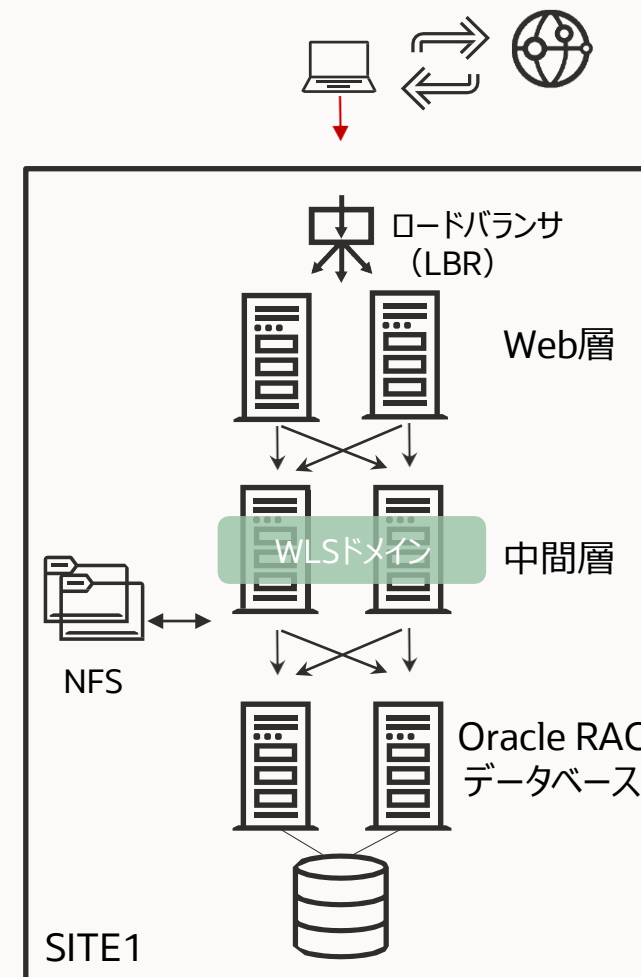 ロードバランサ
（LBR）
Web層
WLSドメイン
中間層
NFS
Oracle RAC
データベース
SITE1